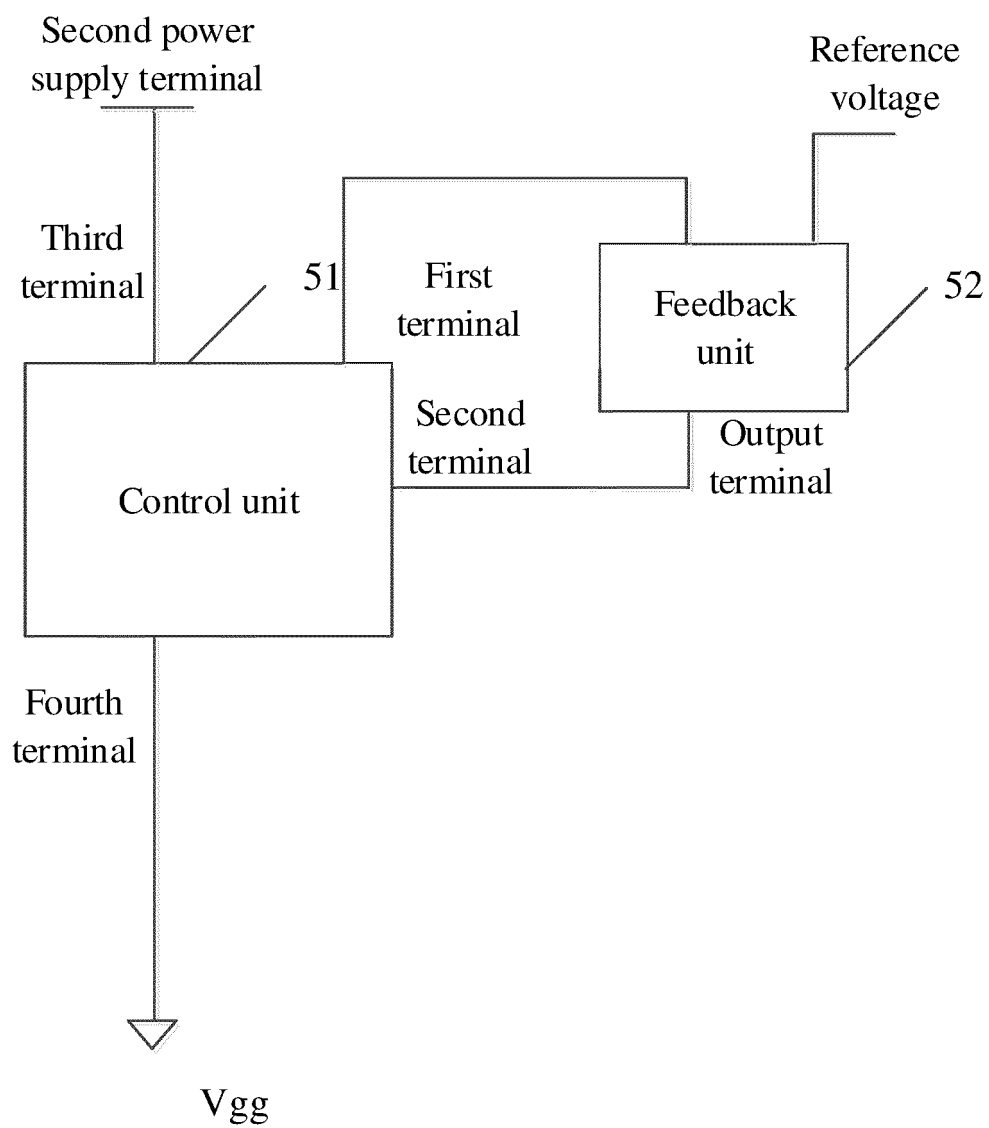 Second power
supply terminal
Reference
voltage
Third
terminal
51
First
terminal
Feedback
unit
52
Second
terminal
Output
terminal
Control unit
Fourth
terminal
Vgg